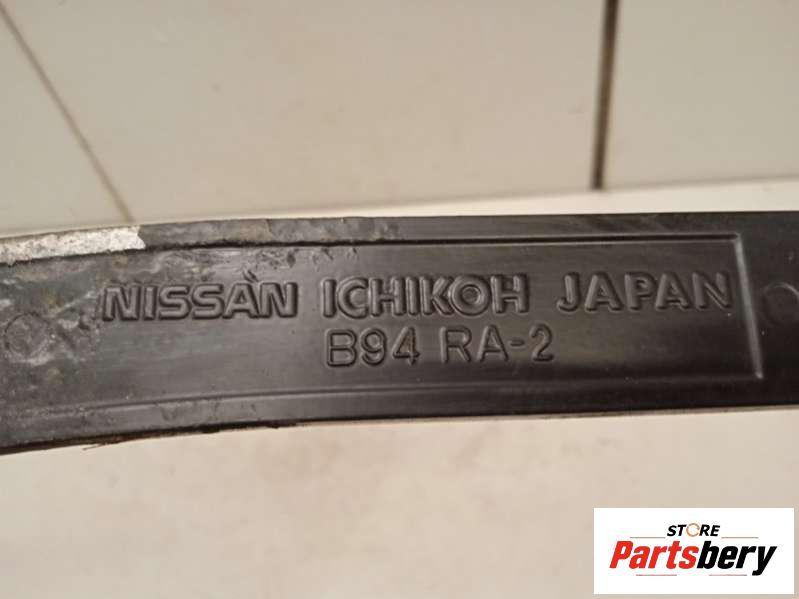 NISSAN ICHIKOH JAPAN
B94 RA-2
STORE
Partsbery